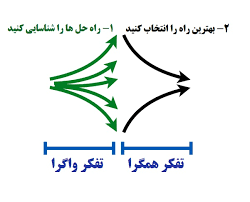 ۱- راه حل ها را شناسایی کنید
۲- بهترین راه را انتخاب کنید
تفکر واگرا
تفکر همگرا